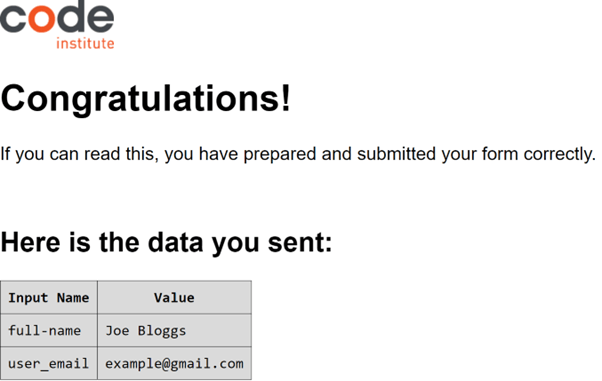 code
institute
Congratulations!
If you can read this, you have prepared and submitted your form correctly.
Here is the data you sent:
Input Name Value
full-name Joe Bloggs
user_email example@gmail.com